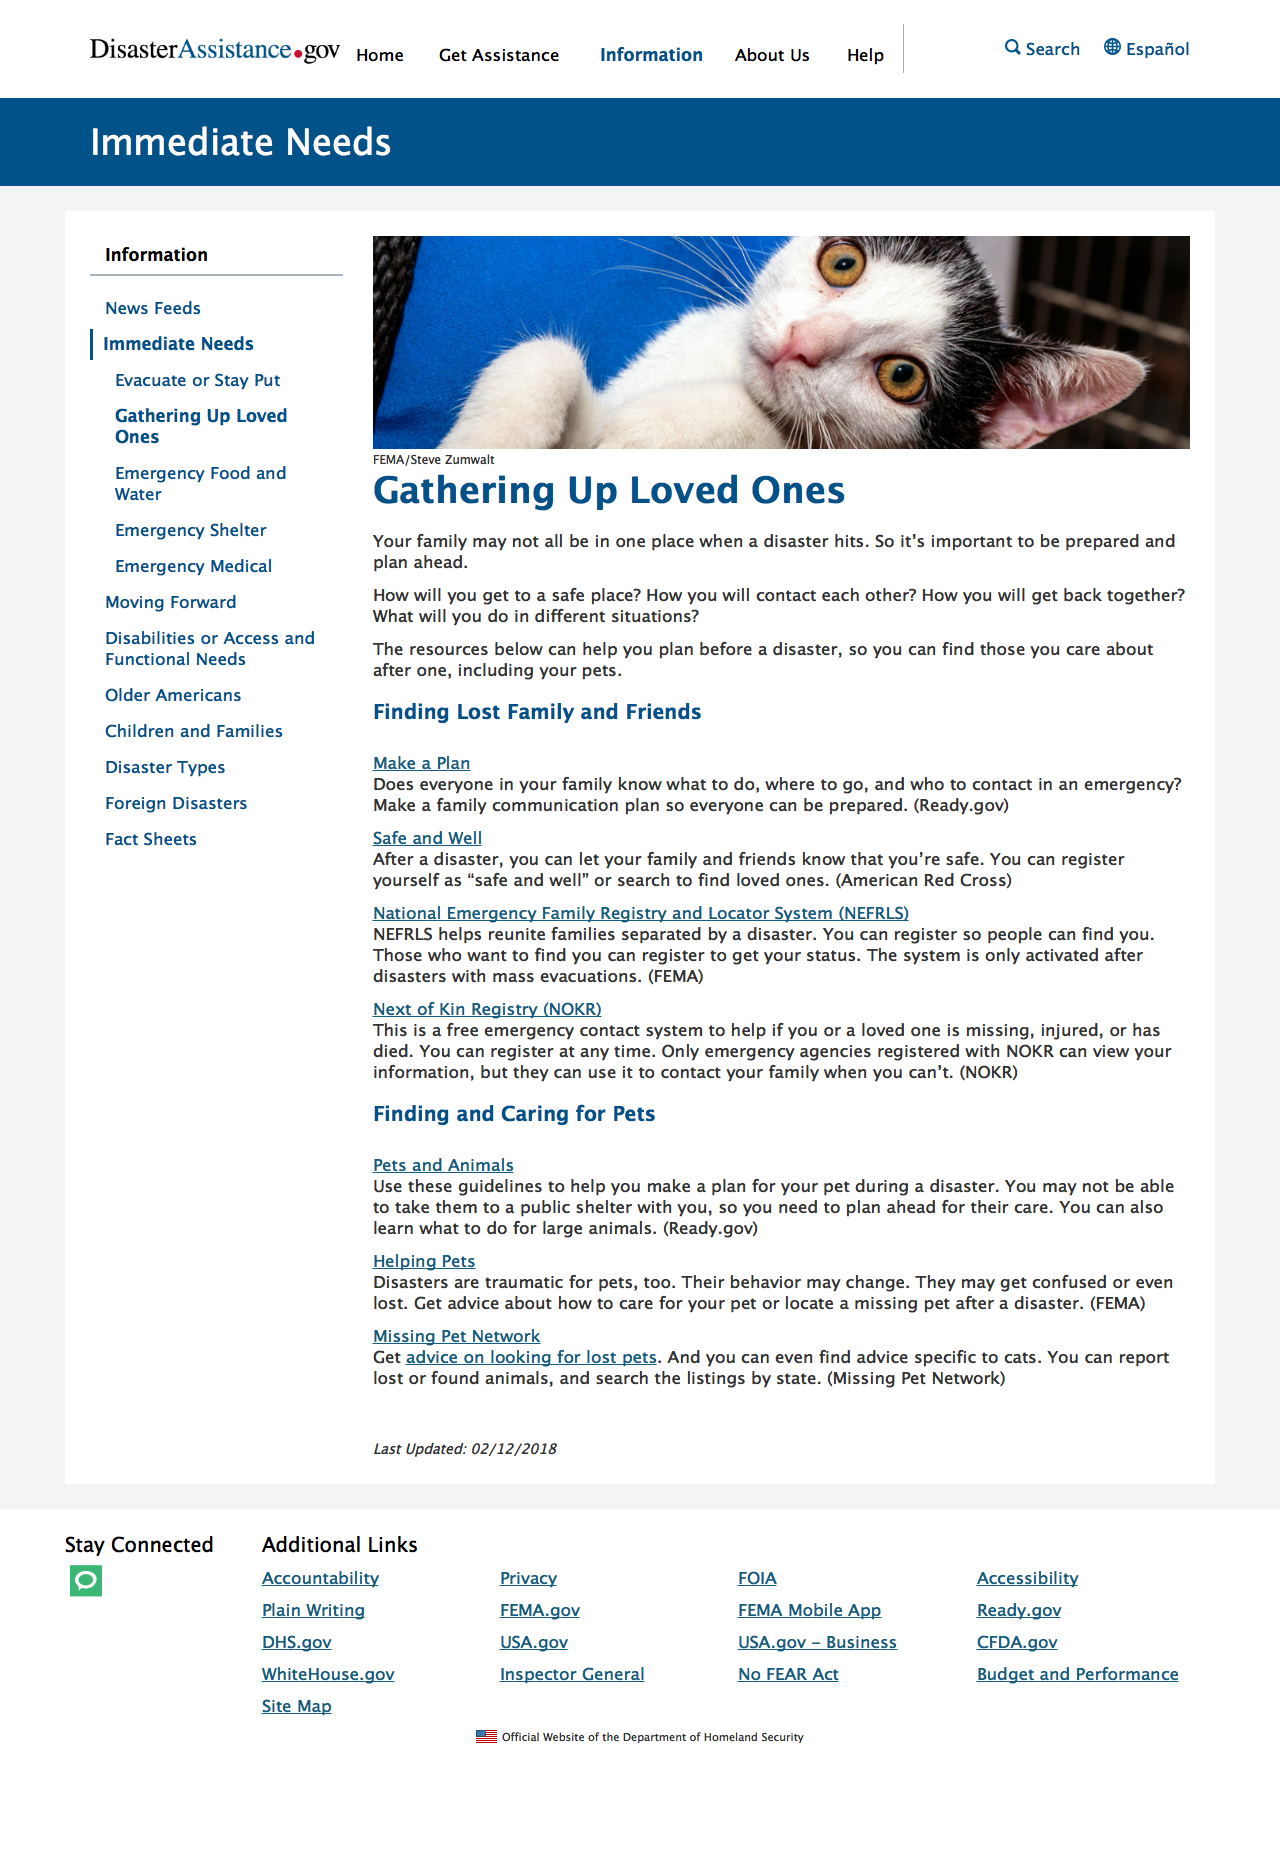 DisasterAssistance.gov
Home Get Assistance Information About Us Help
Search Español
Immediate Needs
Information
News Feeds
Immediate Needs
Evacuate or Stay Put
Gathering Up Loved
Ones
Emergency Food and
Water
Emergency Shelter
Emergency Medical
Moving Forward
Disabilities or Access and
Functional Needs
Older Americans
Children and Families
Disaster Types
Foreign Disasters
Fact Sheets
FEMA/Steve Zumwalt
Gathering Up Loved Ones
Your family may not all be in one place when a disaster hits. So it’s important to be prepared and
plan ahead.
How will you get to a safe place? How you will contact each other? How you will get back together?
What will you do in different situations?
The resources below can help you plan before a disaster, so you can find those you care about
after one, including your pets.
Finding Lost Family and Friends
Make a Plan
Does everyone in your family know what to do, where to go, and who to contact in an emergency?
Make a family communication plan so everyone can be prepared. (Ready.gov)
Safe and Well
After a disaster, you can let your family and friends know that you’re safe. You can register
yourself as “safe and well” or search to find loved ones. (American Red Cross)
National Emergency Family Registry and Locator System (NEFRLS)
NEFRLS helps reunite families separated by a disaster. You can register so people can find you.
Those who want to find you can register to get your status. The system is only activated after
disasters with mass evacuations. (FEMA)
Next of Kin Registry (NOKR)
This is a free emergency contact system to help if you or a loved one is missing, injured, or has
died. You can register at any time. Only emergency agencies registered with NOKR can view your
information, but they can use it to contact your family when you can’t. (NOKR)
Finding and Caring for Pets
Pets and Animals
Use these guidelines to help you make a plan for your pet during a disaster. You may not be able
to take them to a public shelter with you, so you need to plan ahead for their care. You can also
learn what to do for large animals. (Ready.gov)
Helping Pets
Disasters are traumatic for pets, too. Their behavior may change. They may get confused or even
lost. Get advice about how to care for your pet or locate a missing pet after a disaster. (FEMA)
Missing Pet Network
Get advice on looking for lost pets. And you can even find advice specific to cats. You can report
lost or found animals, and search the listings by state. (Missing Pet Network)
Last Updated: 02/12/2018
Stay Connected
Additional Links
Accountability Privacy FOIA Accessibility
Plain Writing FEMA.gov FEMA Mobile App Ready.gov
DHS.gov USA.gov USA.gov – Business CFDA.gov
WhiteHouse.gov Inspector General No FEAR Act Budget and Performance
Site Map
Official Website of the Department of Homeland Security